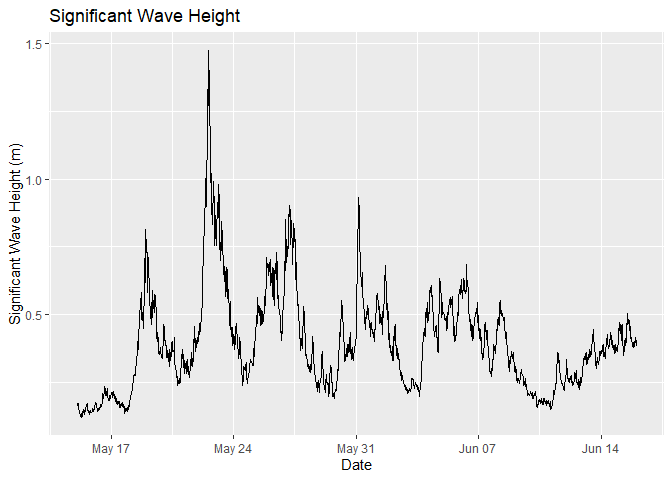 Significant Wave Height
Significant Wave Height (m)
1.5
1.0
0.5
May 17
May 24
May 31
Jun 07
Jun 14
Date